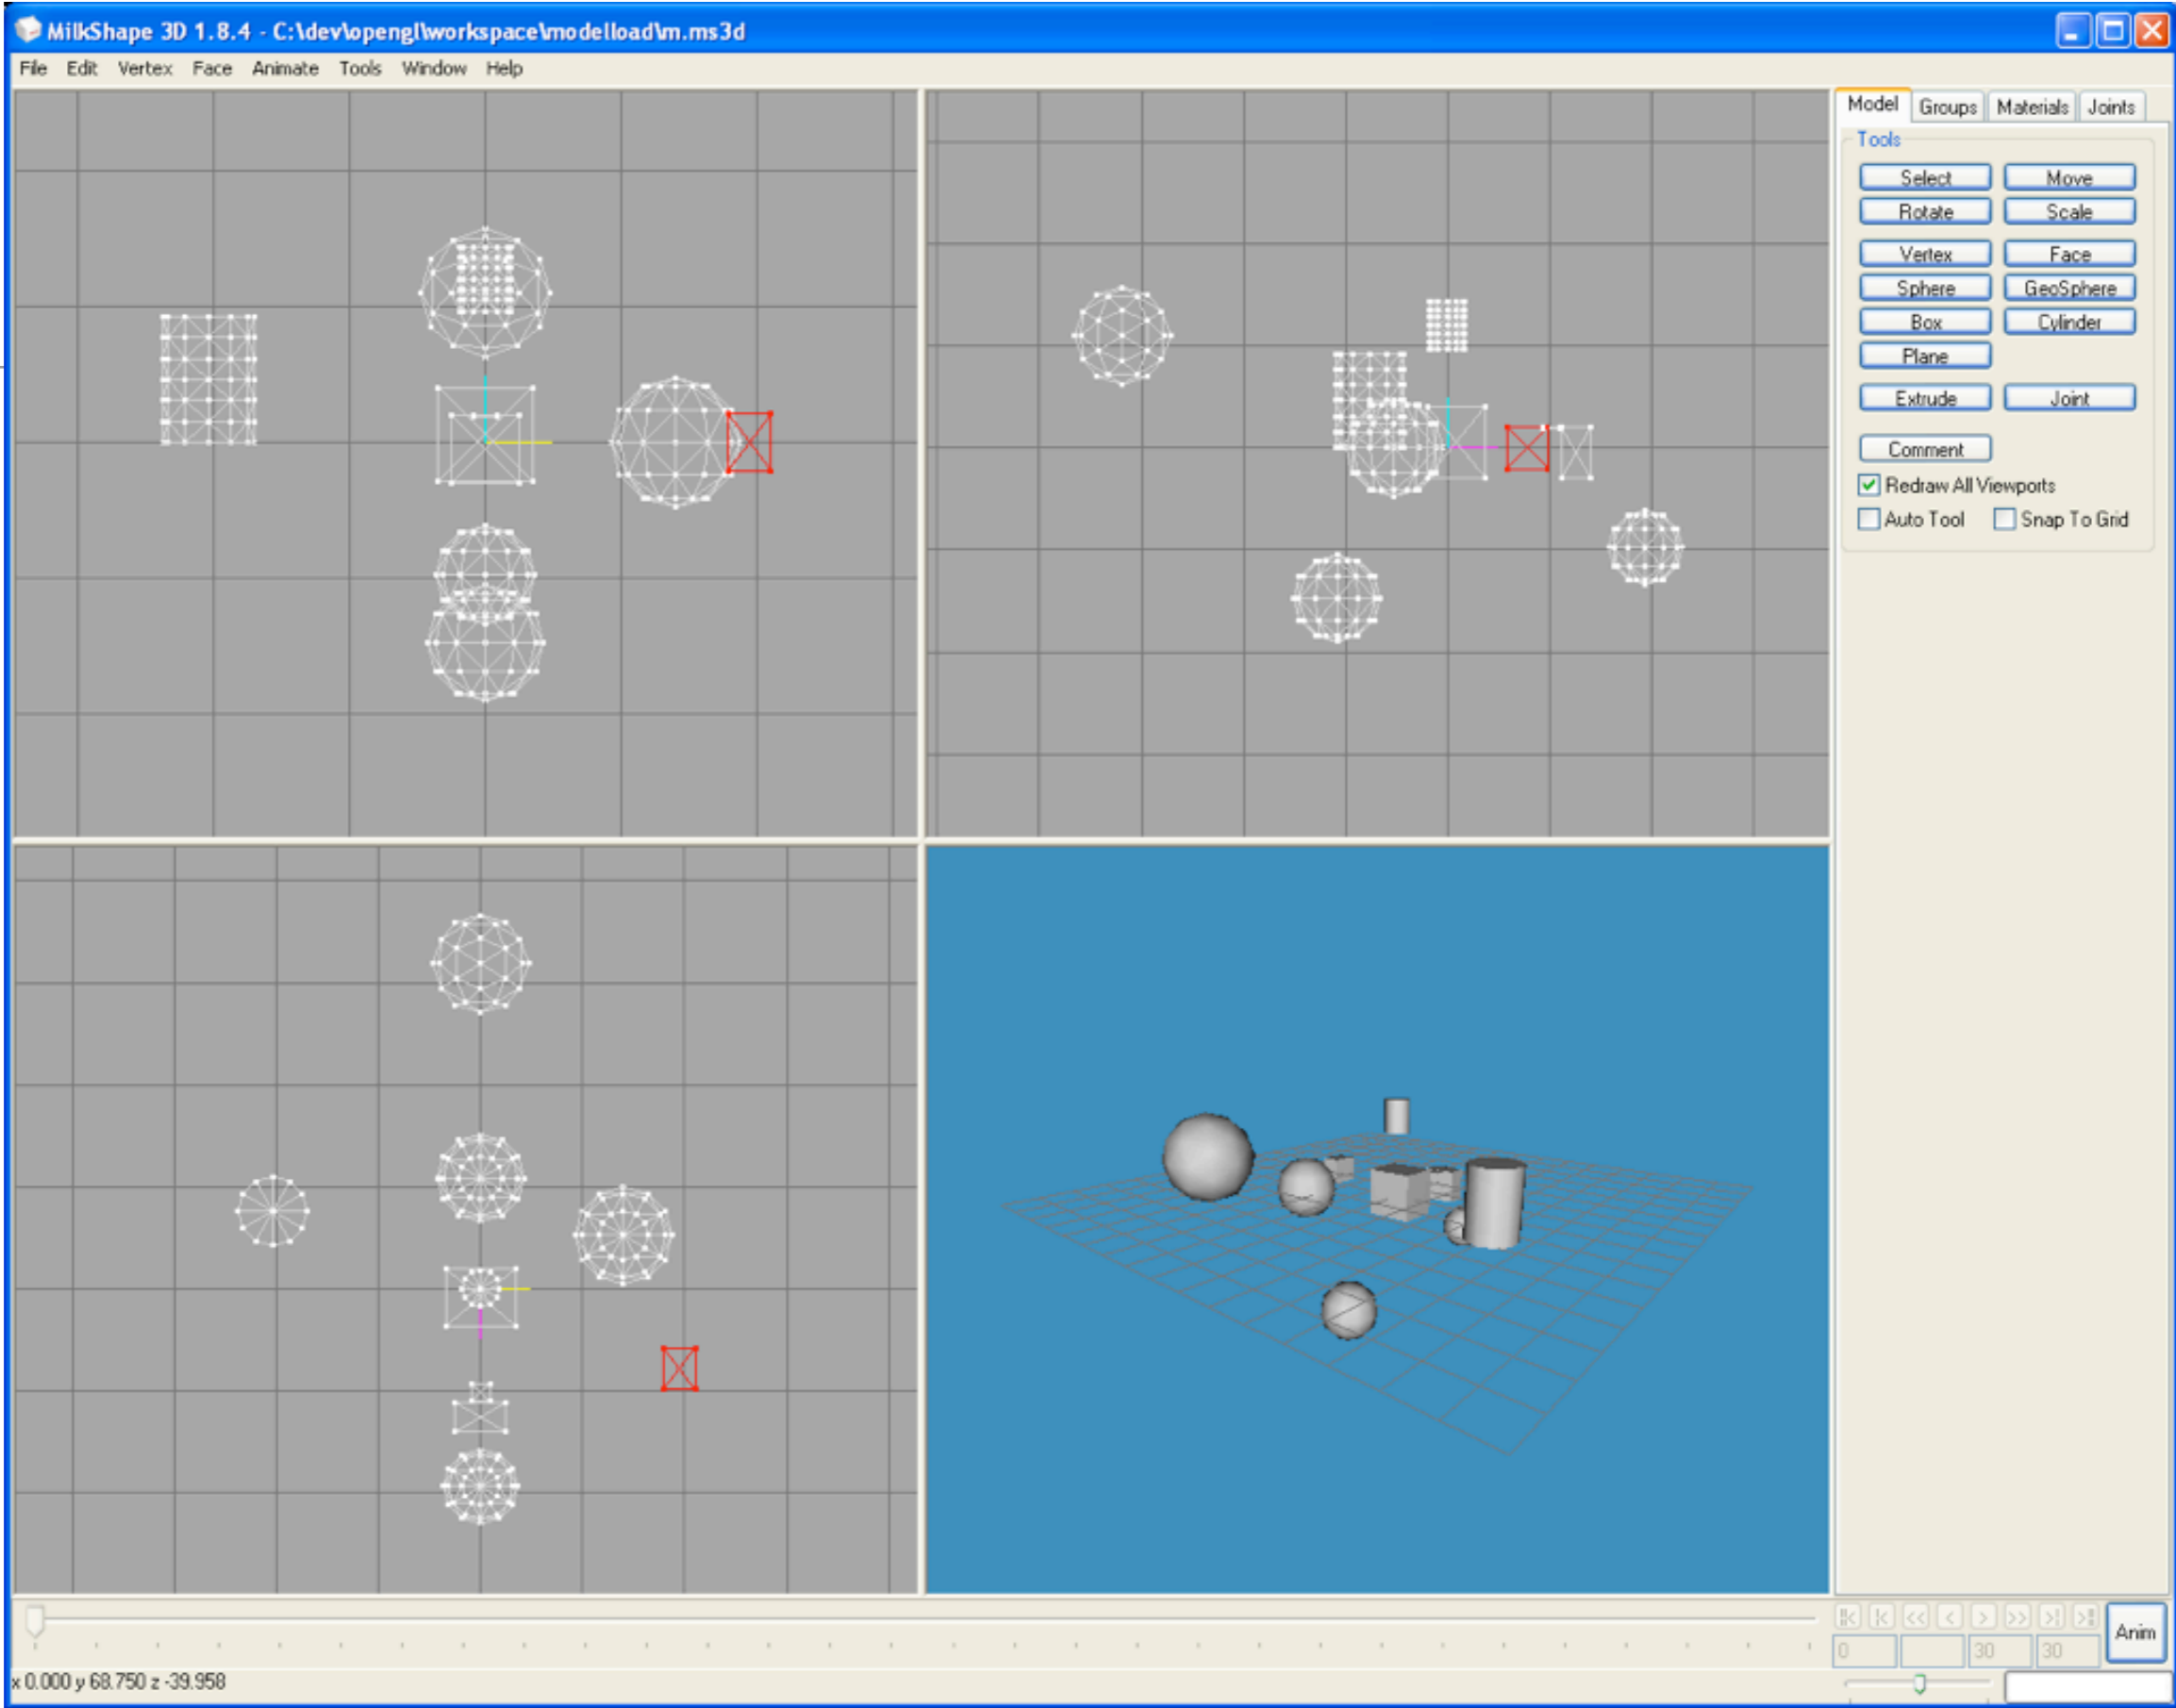 MilkShape 3D 1.8.4 - C:\dev\opengl\workspace\modelload\m.ms3d
File Edit Vertex Face Animate Tools Window Help
Model Groups Materials Joints
Tools
Select Move
Rotate Scale
Vertex Face
Sphere GeoSphere
Box Cylinder
Plane
Extrude Joint
Comment
Redraw All Viewports
Auto Tool Snap To Grid
Anim
0 30 30
x 0.000 y 68.750 z -39.958